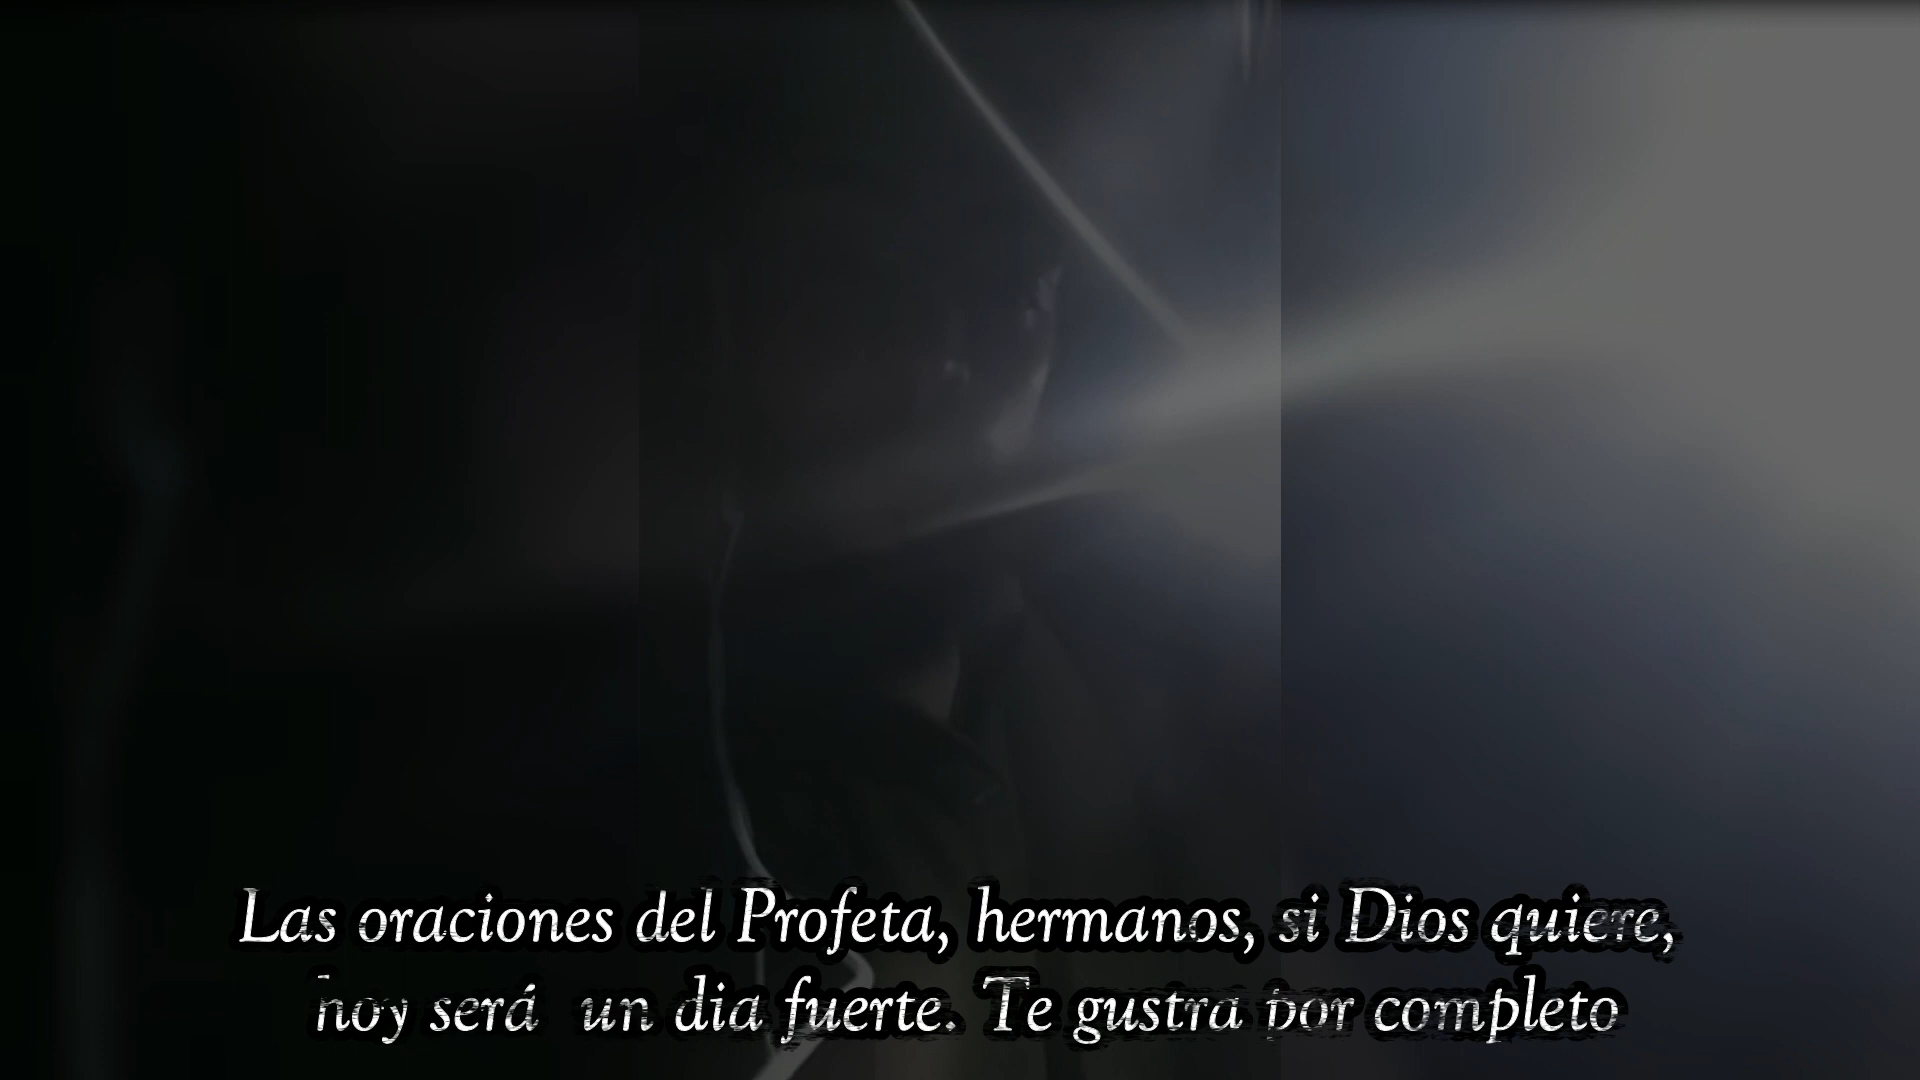 Las oraciones del Profeta, hermanos, si Dios quiere,
hoy será un dia fuerte. Te gustra por completo